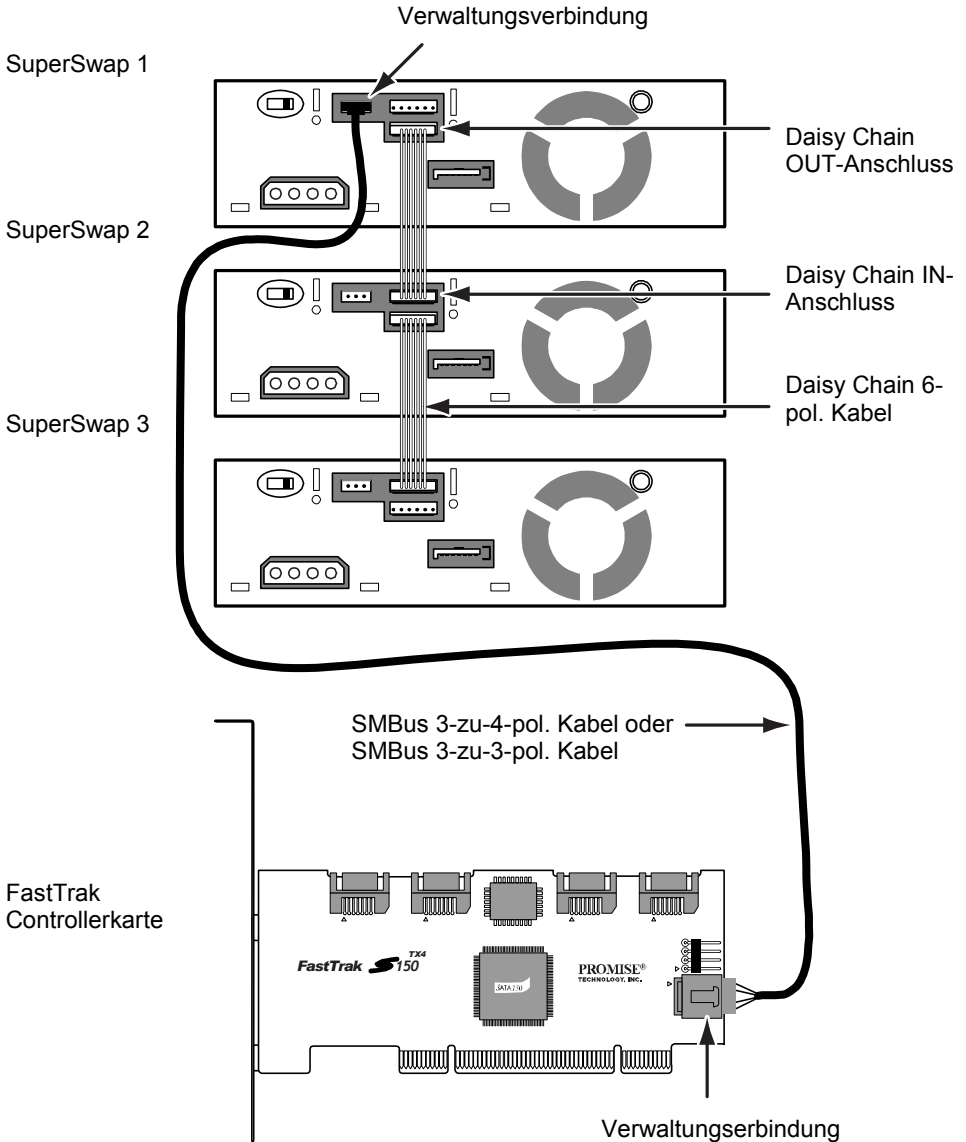 Verwaltungsverbindung
SuperSwap 1
Daisy Chain
OUT-Anschluss
SuperSwap 2
Daisy Chain IN-
Anschluss
Daisy Chain 6-
pol. Kabel
SuperSwap 3
SMBus 3-zu-4-pol. Kabel oder
SMBus 3-zu-3-pol. Kabel
FastTrak
Controllerkarte
FastTrak S150 TX4
SATA150
PROMISE®
TECHNOLOGY, INC.
Verwaltungserbindung